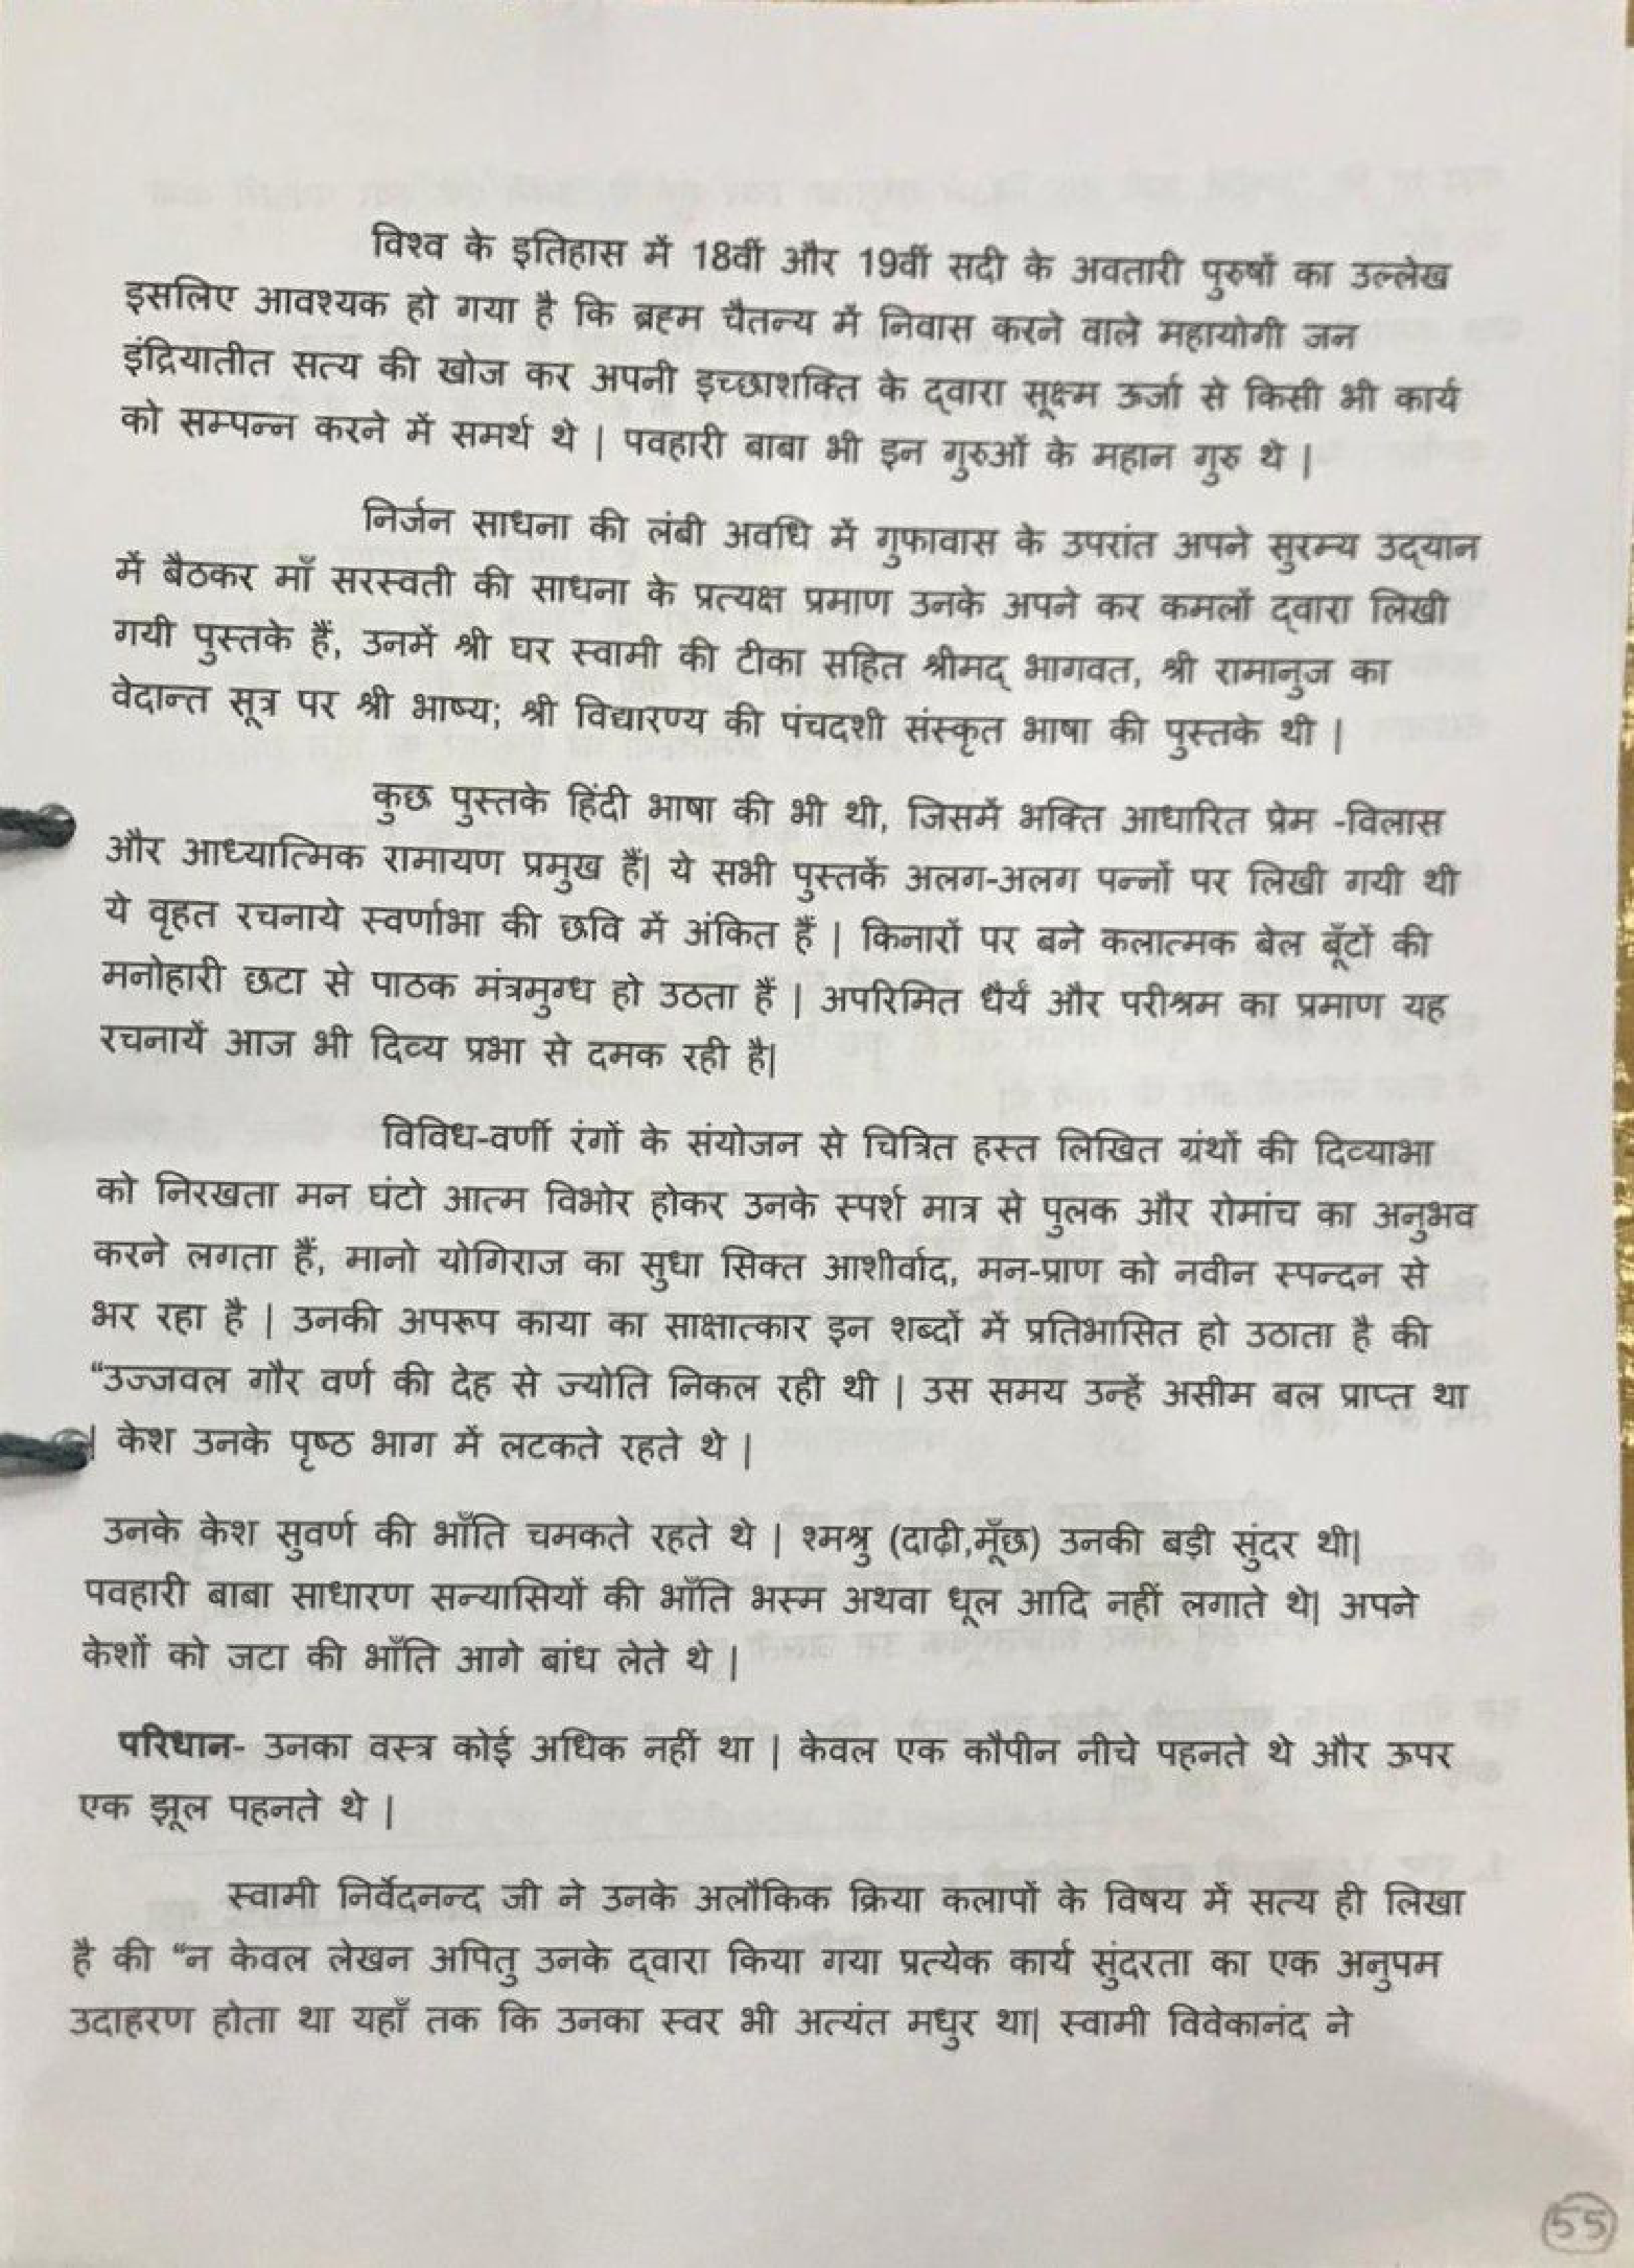 विश्व के इतिहास में 18वीं और 19वीं सदी के अवतारी पुरुषों का उल्लेख
इसलिए आवश्यक हो गया है कि ब्रह्म चैतन्य में निवास करने वाले महायोगी जन
इंद्रियातीत सत्य की खोज कर अपनी इच्छाशक्ति के द्वारा सूक्ष्म ऊर्जा से किसी भी कार्य
को सम्पन्न करने में समर्थ थे | पवहारी बाबा भी इन गुरुओं के महान गुरु थे |
निर्जन साधना की लंबी अवधि में गुफावास के उपरांत अपने सुरम्य उद्यान
में बैठकर माँ सरस्वती की साधना के प्रत्यक्ष प्रमाण उनके अपने कर कमलों द्वारा लिखी
गयी पुस्तके हैं, उनमें श्री घर स्वामी की टीका सहित श्रीमद् भागवत, श्री रामानुज का
वेदान्त सूत्र पर श्री भाष्य; श्री विद्यारण्य की पंचदशी संस्कृत भाषा की पुस्तके थी |
कुछ पुस्तके हिंदी भाषा की भी थी, जिसमें भक्ति आधारित प्रेम -विलास
और आध्यात्मिक रामायण प्रमुख हैं| ये सभी पुस्तकें अलग-अलग पन्नों पर लिखी गयी थी
ये वृहत रचनाये स्वर्णाभा की छवि में अंकित हैं | किनारों पर बने कलात्मक बेल बूँटों की
मनोहारी छटा से पाठक मंत्रमुग्ध हो उठता हैं | अपरिमित धैर्य और परीश्रम का प्रमाण यह
रचनायें आज भी दिव्य प्रभा से दमक रही है|
विविध-वर्णी रंगों के संयोजन से चित्रित हस्त लिखित ग्रंथों की दिव्याभा
को निरखता मन घंटो आत्म विभोर होकर उनके स्पर्श मात्र से पुलक और रोमांच का अनुभव
करने लगता हैं, मानो योगिराज का सुधा सिक्त आशीर्वाद, मन-प्राण को नवीन स्पन्दन से
भर रहा है | उनकी अपरूप काया का साक्षात्कार इन शब्दों में प्रतिभासित हो उठाता है की
“उज्जवल गौर वर्ण की देह से ज्योति निकल रही थी | उस समय उन्हें असीम बल प्राप्त था
| केश उनके पृष्ठ भाग में लटकते रहते थे |
उनके केश सुवर्ण की भाँति चमकते रहते थे | श्मश्रु (दाढ़ी,मूँछ) उनकी बड़ी सुंदर थी|
पवहारी बाबा साधारण सन्यासियों की भाँति भस्म अथवा धूल आदि नहीं लगाते थे| अपने
केशों को जटा की भाँति आगे बांध लेते थे |
परिधान- उनका वस्त्र कोई अधिक नहीं था | केवल एक कौपीन नीचे पहनते थे और ऊपर
एक झूल पहनते थे |
स्वामी निर्वेदनन्द जी ने उनके अलौकिक क्रिया कलापों के विषय में सत्य ही लिखा
है की “न केवल लेखन अपितु उनके द्वारा किया गया प्रत्येक कार्य सुंदरता का एक अनुपम
उदाहरण होता था यहाँ तक कि उनका स्वर भी अत्यंत मधुर था| स्वामी विवेकानंद ने
55